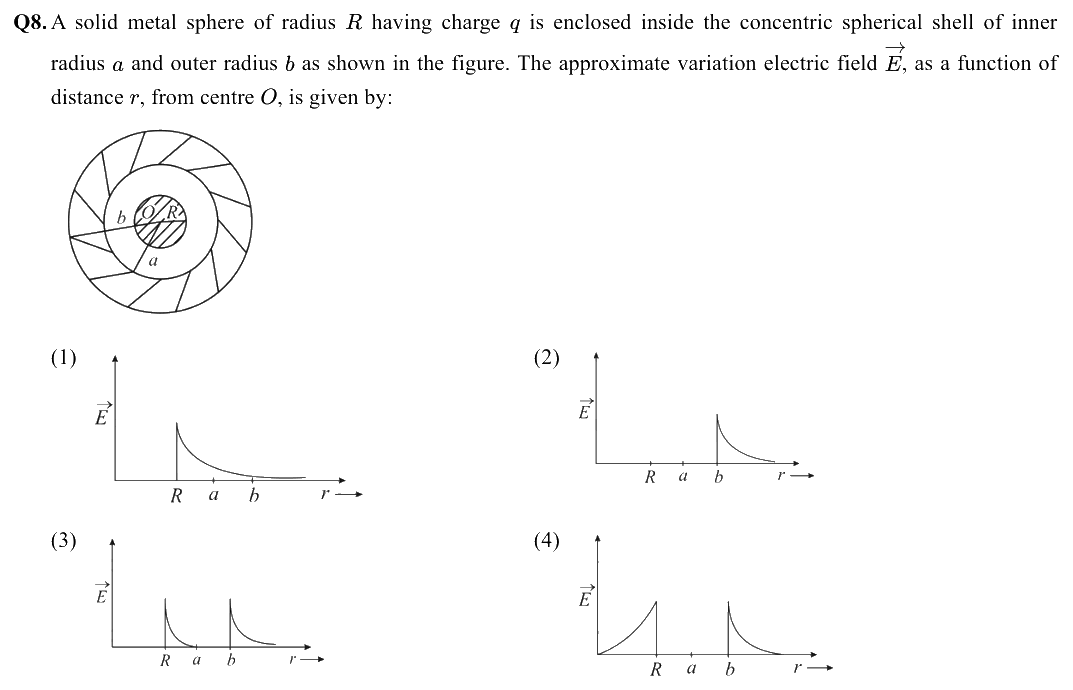 Q8. A solid metal sphere of radius R having charge q is enclosed inside the concentric spherical shell of inner
radius a and outer radius b as shown in the figure. The approximate variation electric field E⃗, as a function of
distance r, from centre O, is given by:
b O R
a
(1) (2)
E⃗ E⃗
R a b r → R a b r →
(3) (4)
E⃗ E⃗
R a b r → R a b r →